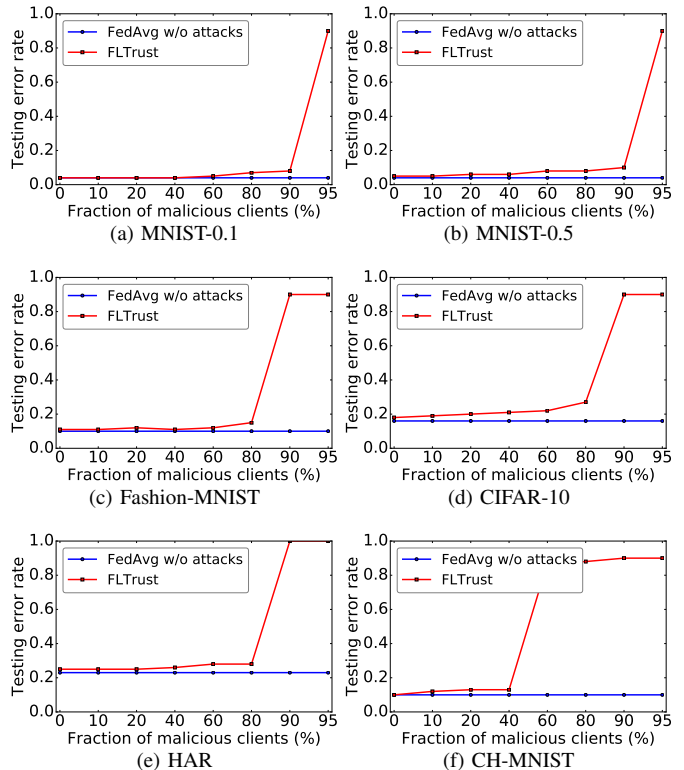 1.0
0.8
0.6
0.4
0.2
0.0
Testing error rate
FedAvg w/o attacks
FLTrust
0 10 20 40 60 80 90 95
Fraction of malicious clients (%)
(a) MNIST-0.1
1.0
0.8
0.6
0.4
0.2
0.0
Testing error rate
FedAvg w/o attacks
FLTrust
0 10 20 40 60 80 90 95
Fraction of malicious clients (%)
(b) MNIST-0.5
1.0
0.8
0.6
0.4
0.2
0.0
Testing error rate
FedAvg w/o attacks
FLTrust
0 10 20 40 60 80 90 95
Fraction of malicious clients (%)
(c) Fashion-MNIST
1.0
0.8
0.6
0.4
0.2
0.0
Testing error rate
FedAvg w/o attacks
FLTrust
0 10 20 40 60 80 90 95
Fraction of malicious clients (%)
(d) CIFAR-10
1.0
0.8
0.6
0.4
0.2
0.0
Testing error rate
FedAvg w/o attacks
FLTrust
0 10 20 40 60 80 90 95
Fraction of malicious clients (%)
(e) HAR
1.0
0.8
0.6
0.4
0.2
0.0
Testing error rate
FedAvg w/o attacks
FLTrust
0 10 20 40 60 80 90 95
Fraction of malicious clients (%)
(f) CH-MNIST